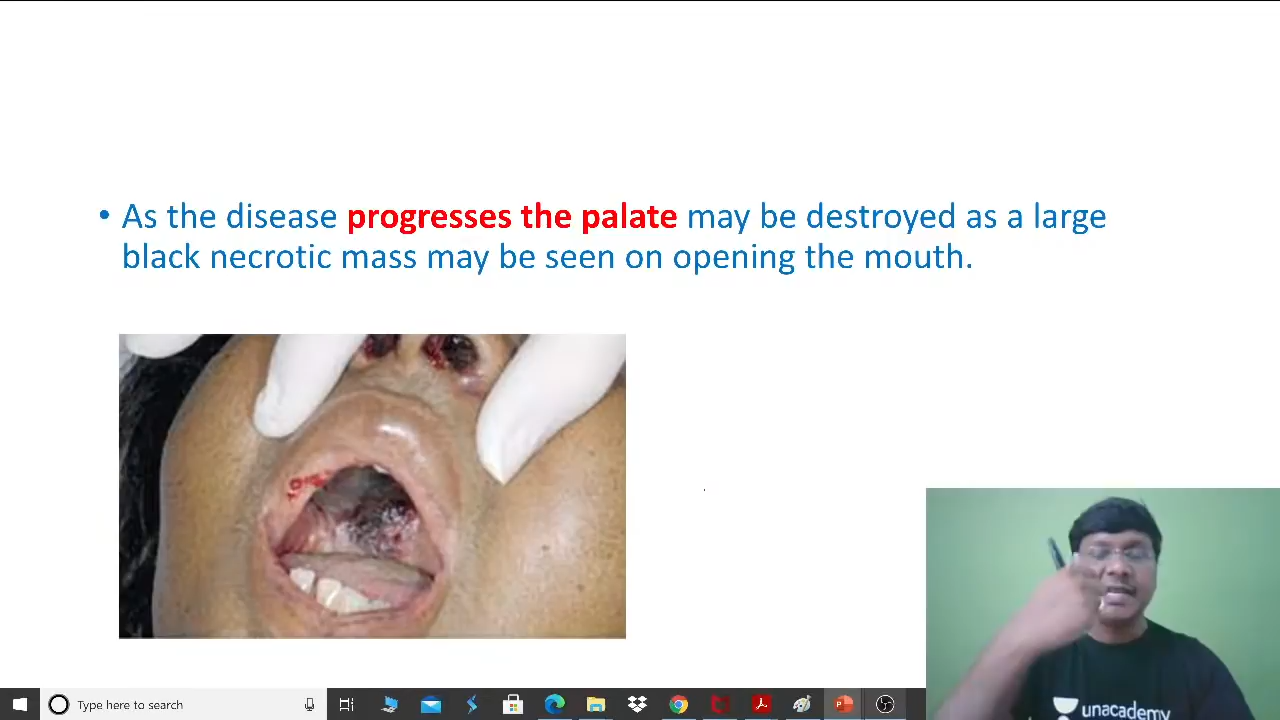 • As the disease progresses the palate may be destroyed as a large
black necrotic mass may be seen on opening the mouth.
unacademy
Type here to search